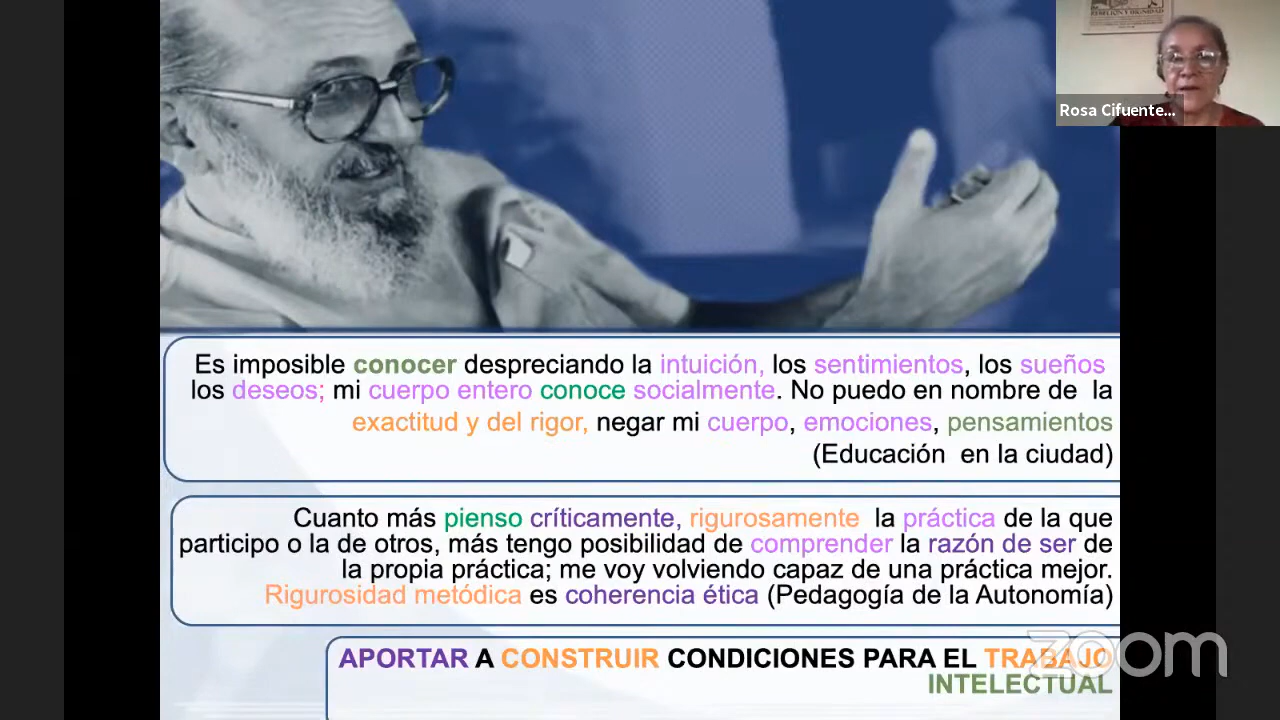 REBELIÓN Y DIGNIDAD
Rosa Cifuente...
Es imposible conocer despreciando la intuición, los sentimientos, los sueños
los deseos; mi cuerpo entero conoce socialmente. No puedo en nombre de la
exactitud y del rigor, negar mi cuerpo, emociones, pensamientos
(Educación en la ciudad)
Cuanto más pienso críticamente, rigurosamente la práctica de la que
participo o la de otros, más tengo posibilidad de comprender la razón de ser de
la propia práctica; me voy volviendo capaz de una práctica mejor.
Rigurosidad metódica es coherencia ética (Pedagogía de la Autonomía)
APORTAR A CONSTRUIR CONDICIONES PARA EL TRABAJO
INTELECTUAL
zoom